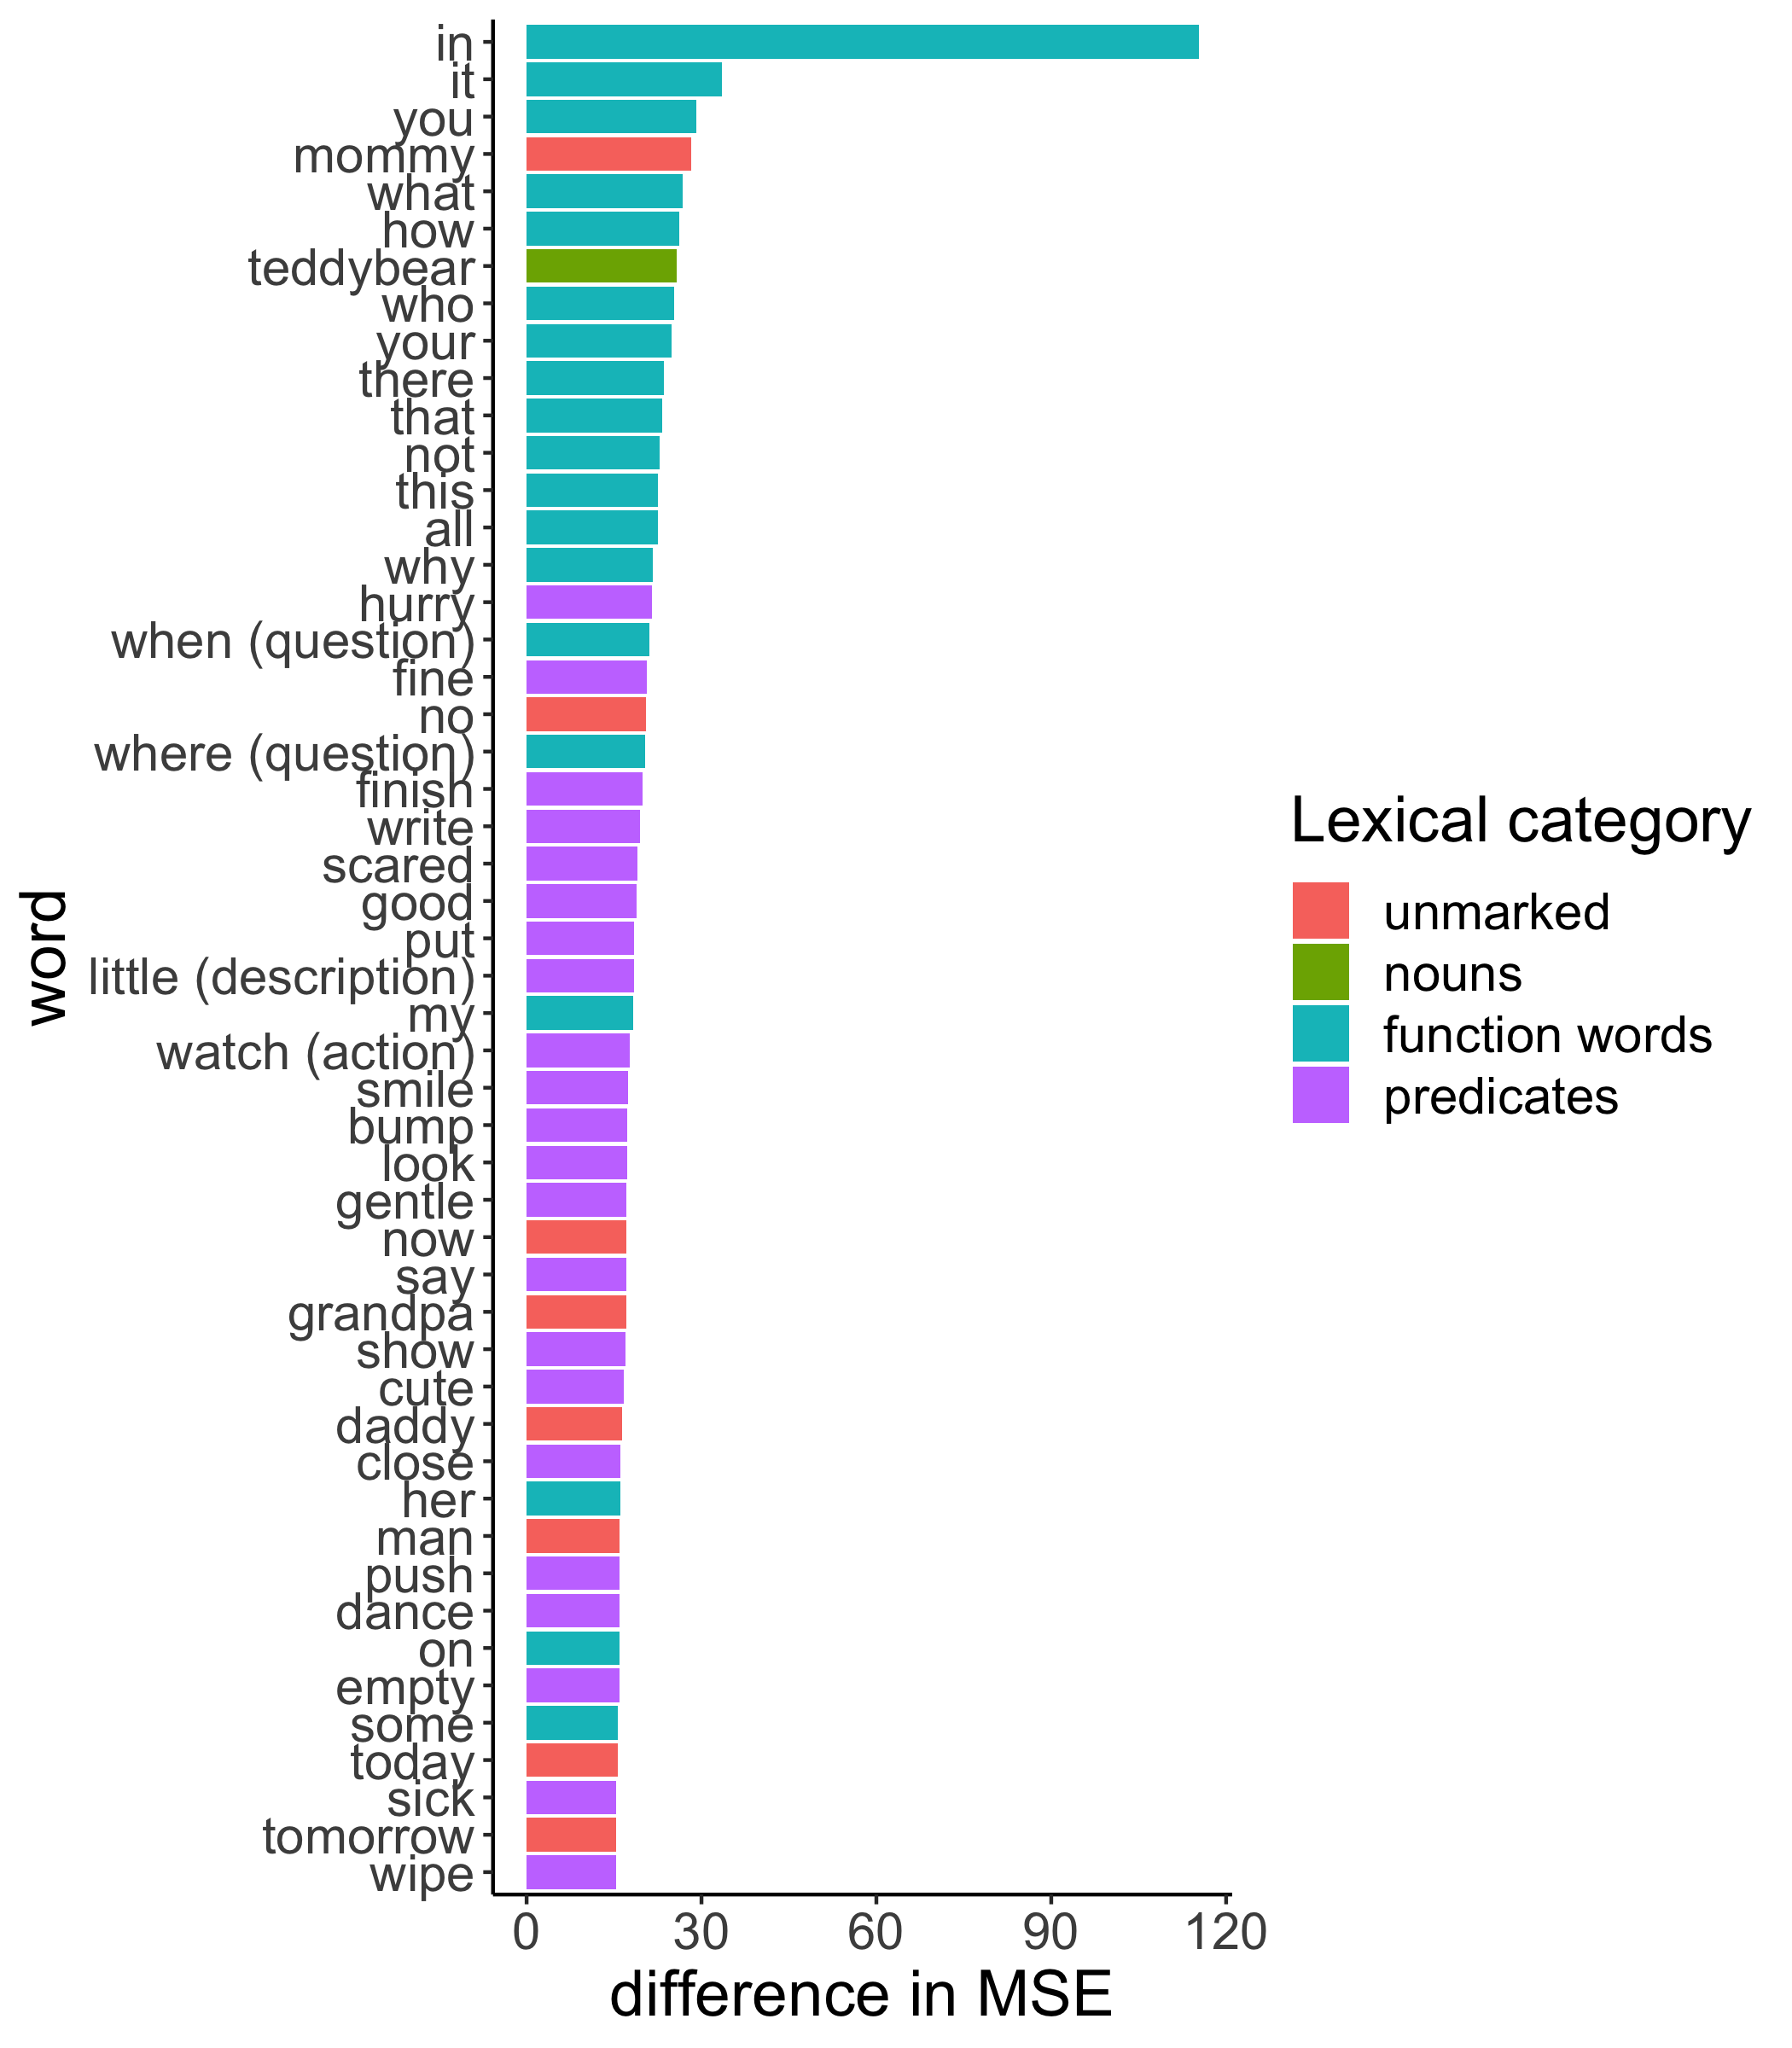 in
it
you
mommy
what
how
teddybear
who
your
there
that
not
this
all
why
hurry
when (question)
fine
no
where (question)
finish
write
scared
good
put
little (description)
my
watch (action)
smile
bump
look
gentle
now
say
grandpa
show
cute
daddy
close
her
man
push
dance
on
empty
some
today
sick
tomorrow
wipe
word
0 30 60 90 120
difference in MSE
Lexical category
unmarked
nouns
function words
predicates